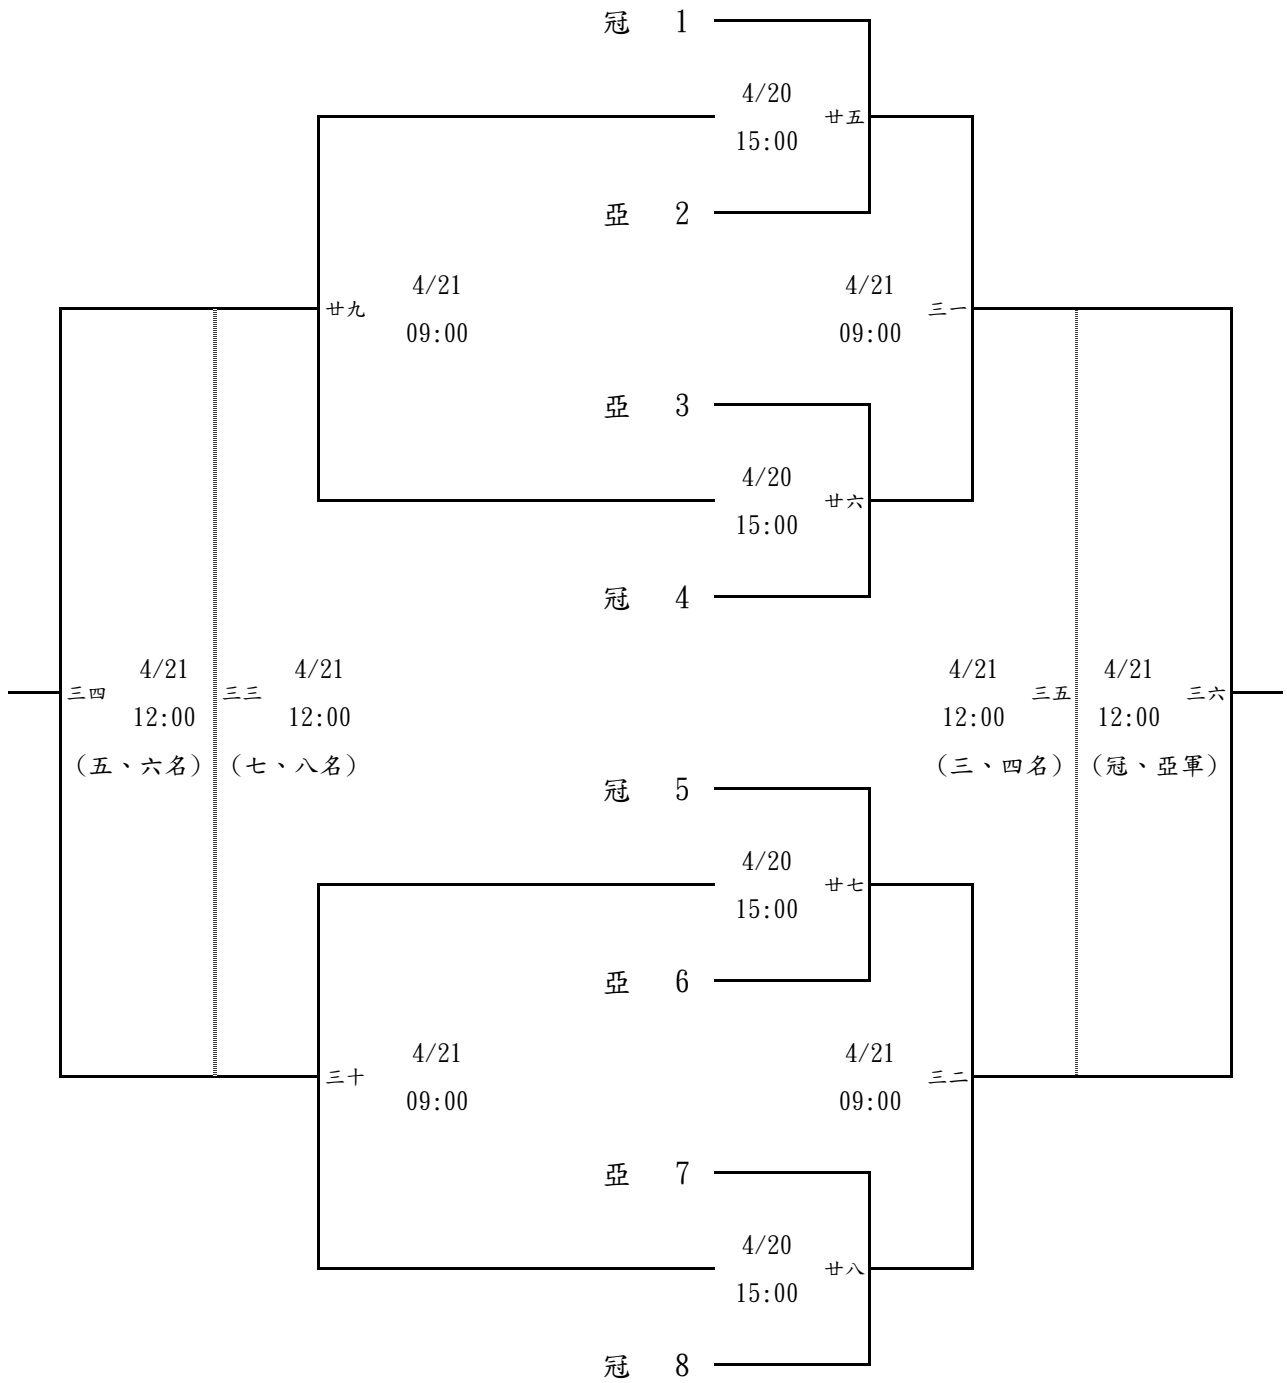 冠 1
4/20
廿五
15:00
亞 2
4/21
廿九
09:00
4/21
三一
09:00
亞 3
4/20
廿六
15:00
冠 4
三四
4/21
12:00
(五、六名)
三三
4/21
12:00
(七、八名)
4/21
三五
12:00
(三、四名)
4/21
三六
12:00
(冠、亞軍)
冠 5
4/20
廿七
15:00
亞 6
4/21
三十
09:00
4/21
三二
09:00
亞 7
4/20
廿八
15:00
冠 8